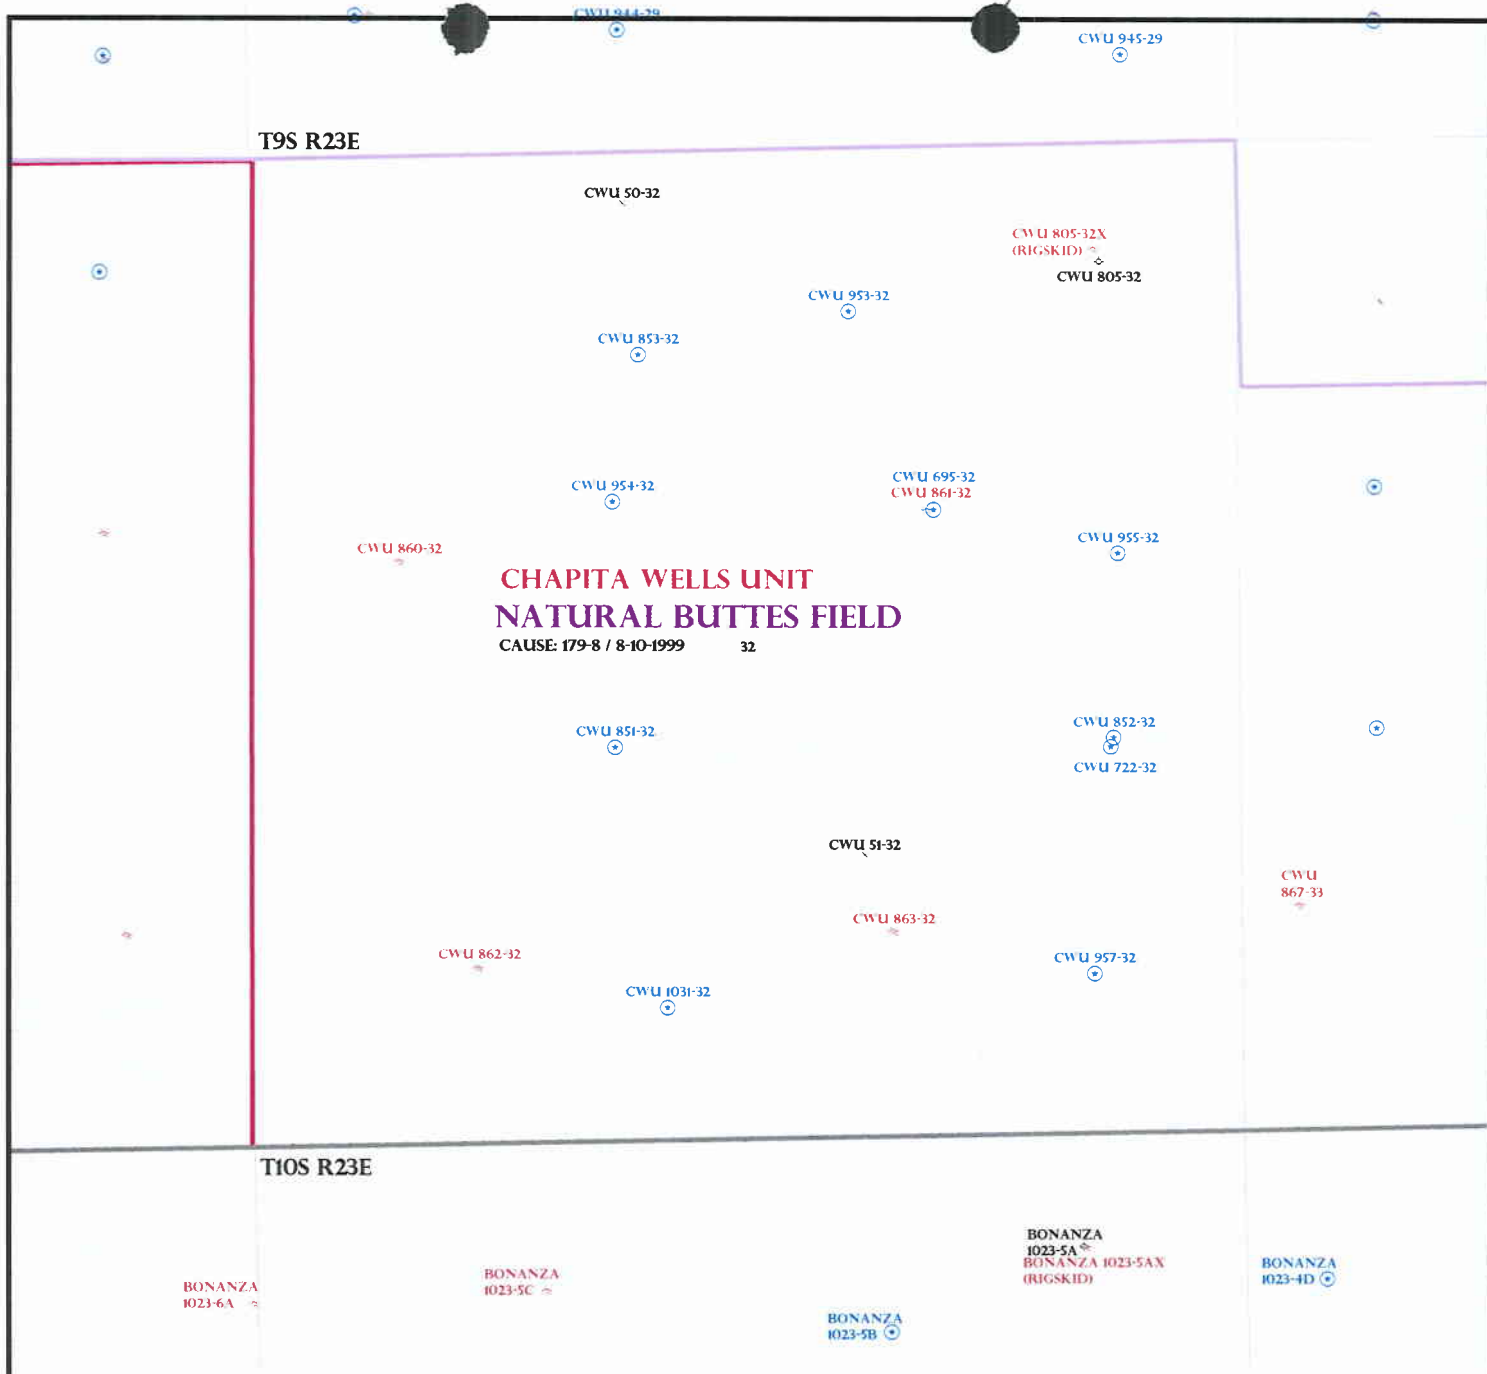 CWU 944-29
CWU 945-29
T9S R23E
CWU 50-32
CWU 805-32X
(RIGSKID)
CWU 805-32
CWU 953-32
CWU 853-32
CWU 954-32
CWU 695-32
CWU 861-32
CWU 955-32
CWU 860-32
CHAPITA WELLS UNIT
NATURAL BUTTES FIELD
CAUSE: 179-8 / 8-10-1999 32
CWU 851-32
CWU 852-32
CWU 722-32
CWU 51-32
CWU
867-33
CWU 863-32
CWU 862-32
CWU 957-32
CWU 1031-32
T10S R23E
BONANZA
1023-5A
BONANZA 1023-5AX
(RIGSKID)
BONANZA
1023-4D
BONANZA
1023-5C
BONANZA
1023-6A
BONANZA
1023-5B